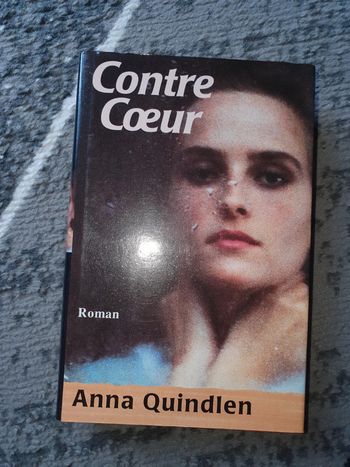 Contre
Cœur
Roman
Anna Quindlen